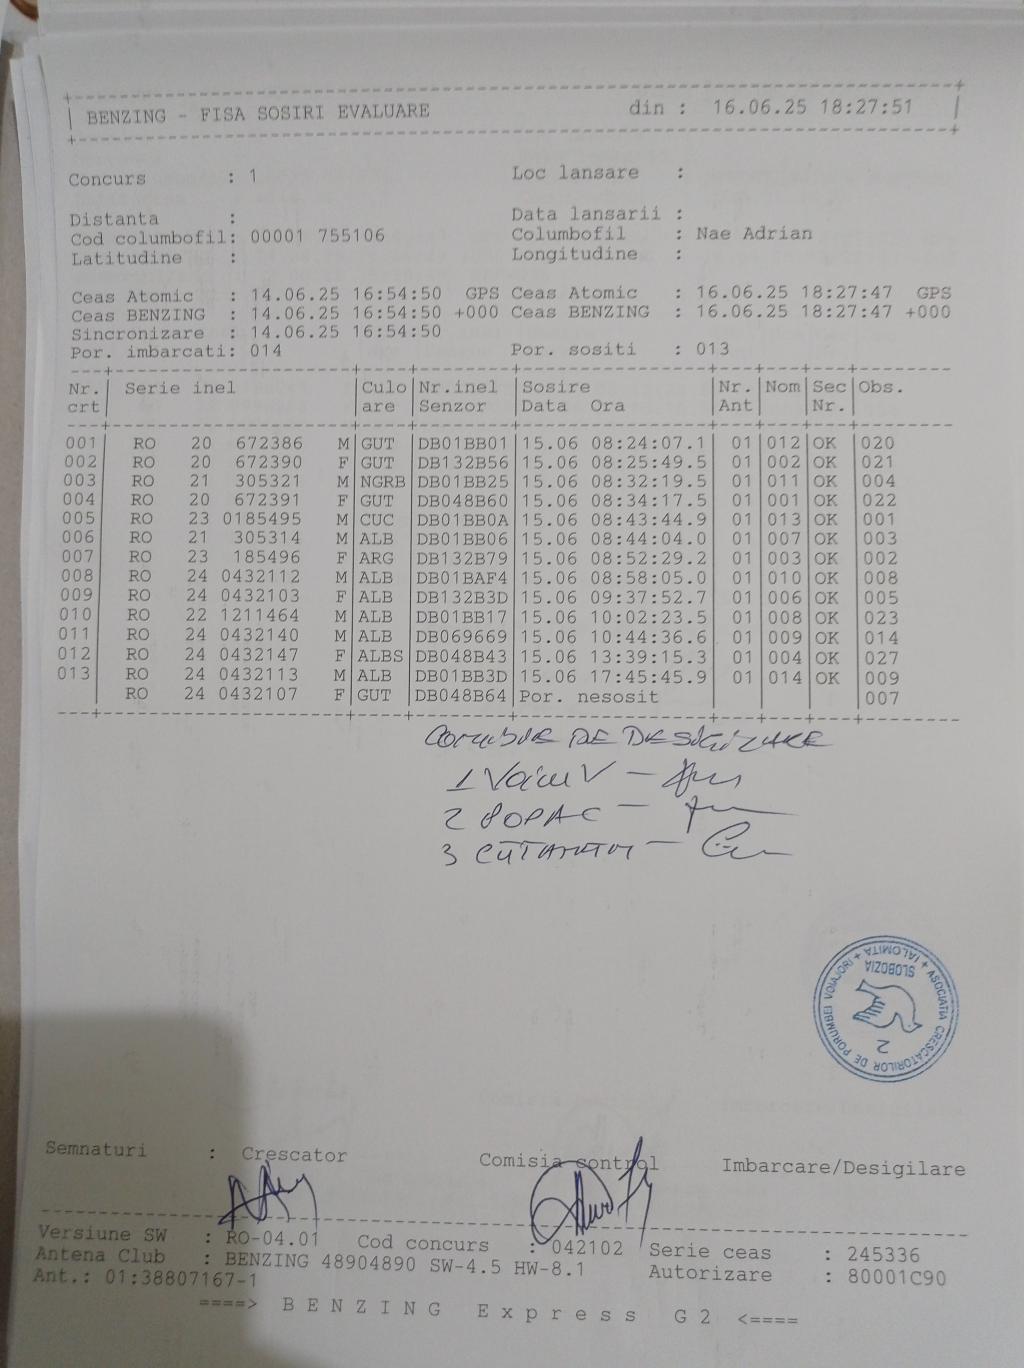 BENZING - FISA SOSIRI EVALUARE din : 16.06.25 18:27:51
Concurs : 1 Loc lansare :
Distanta : Data lansarii :
Cod columbofil: 00001 755106 Columbofil : Nae Adrian
Latitudine : Longitudine :
Ceas Atomic : 14.06.25 16:54:50 GPS Ceas Atomic : 16.06.25 18:27:47 GPS
Ceas BENZING : 14.06.25 16:54:50 +000 Ceas BENZING : 16.06.25 18:27:47 +000
Sincronizare : 14.06.25 16:54:50
Por. imbarcati: 014 Por. sositi : 013
Nr. Serie inel Culo Nr.inel Sosire Nr. Nom Sec Obs.
crt are Senzor Data Ora Ant Nr.
001 RO 20 672386 M GUT DB01BB01 15.06 08:24:07.1 01 012 OK 020
002 RO 20 672390 F GUT DB132B56 15.06 08:25:49.5 01 002 OK 021
003 RO 21 305321 M NGRB DB01BB25 15.06 08:32:19.5 01 011 OK 004
004 RO 20 672391 F GUT DB048B60 15.06 08:34:17.5 01 001 OK 022
005 RO 23 0185495 M CUC DB01BB0A 15.06 08:43:44.9 01 013 OK 001
006 RO 21 305314 M ALB DB01BB06 15.06 08:44:04.0 01 007 OK 003
007 RO 23 185496 F ARG DB132B79 15.06 08:52:29.2 01 003 OK 002
008 RO 24 0432112 M ALB DB01BAF4 15.06 08:58:05.0 01 010 OK 008
009 RO 24 0432103 F ALB DB132B3D 15.06 09:37:52.7 01 006 OK 005
010 RO 22 1211464 M ALB DB01BB17 15.06 10:02:23.5 01 008 OK 023
011 RO 24 0432140 M ALB DB069669 15.06 10:44:36.6 01 009 OK 014
012 RO 24 0432147 F ALBS DB048B43 15.06 13:39:15.3 01 004 OK 027
013 RO 24 0432113 M ALB DB01BB3D 15.06 17:45:45.9 01 014 OK 009
RO 24 0432107 F GUT DB048B64 Por. nesosit 007
DE DESIGILARE
1
2
3
ASOCIATIA CRESCATORILOR DE PORUMBEI VOIAJORI + IALOMITA +
SLOBOZIA
2
Semnaturi : Crescator Comisia control Imbarcare/Desigilare
Versiune SW : RO-04.01 Cod concurs : 042102 Serie ceas : 245336
Antena Club : BENZING 48904890 SW-4.5 HW-8.1 Autorizare : 80001C90
Ant.: 01:38807167-1
====> B E N Z I N G E x p r e s s G 2 <====